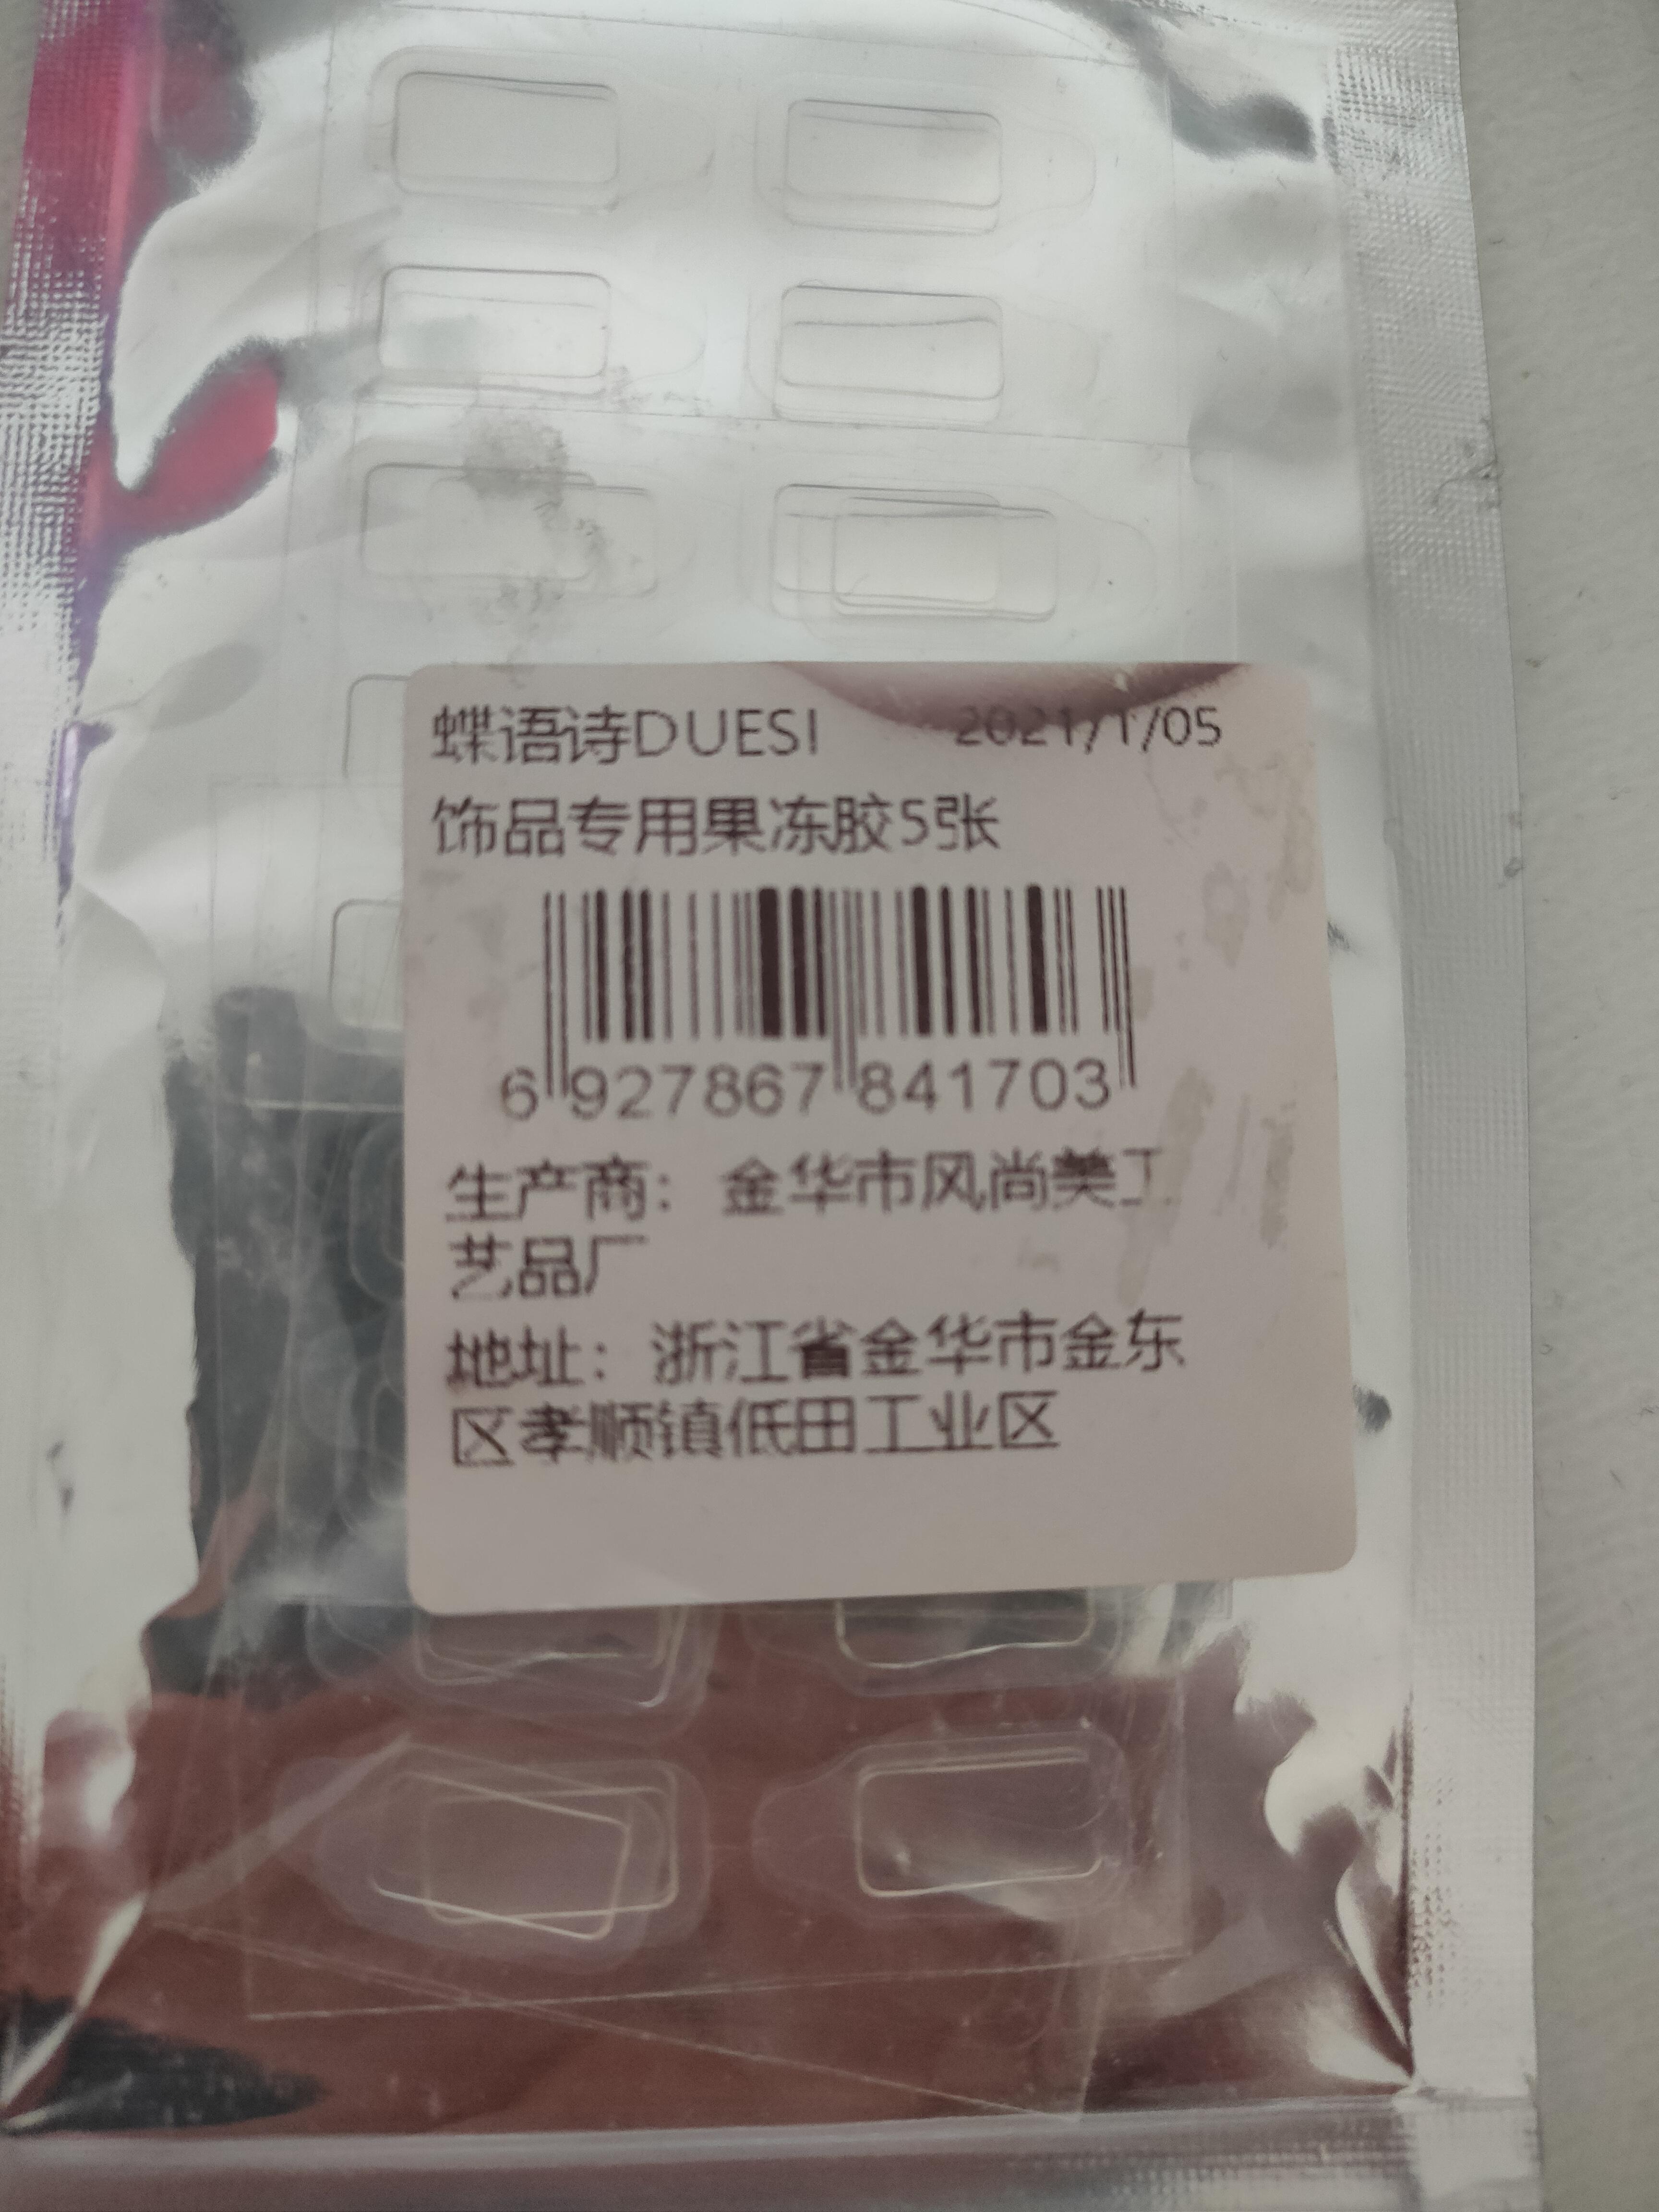 蝶语诗DUESI 2021/1/05
饰品专用果冻胶5张
6 927867 841703
生产商：金华市风尚美工
艺品厂
地址：浙江省金华市金东
区孝顺镇低田工业区